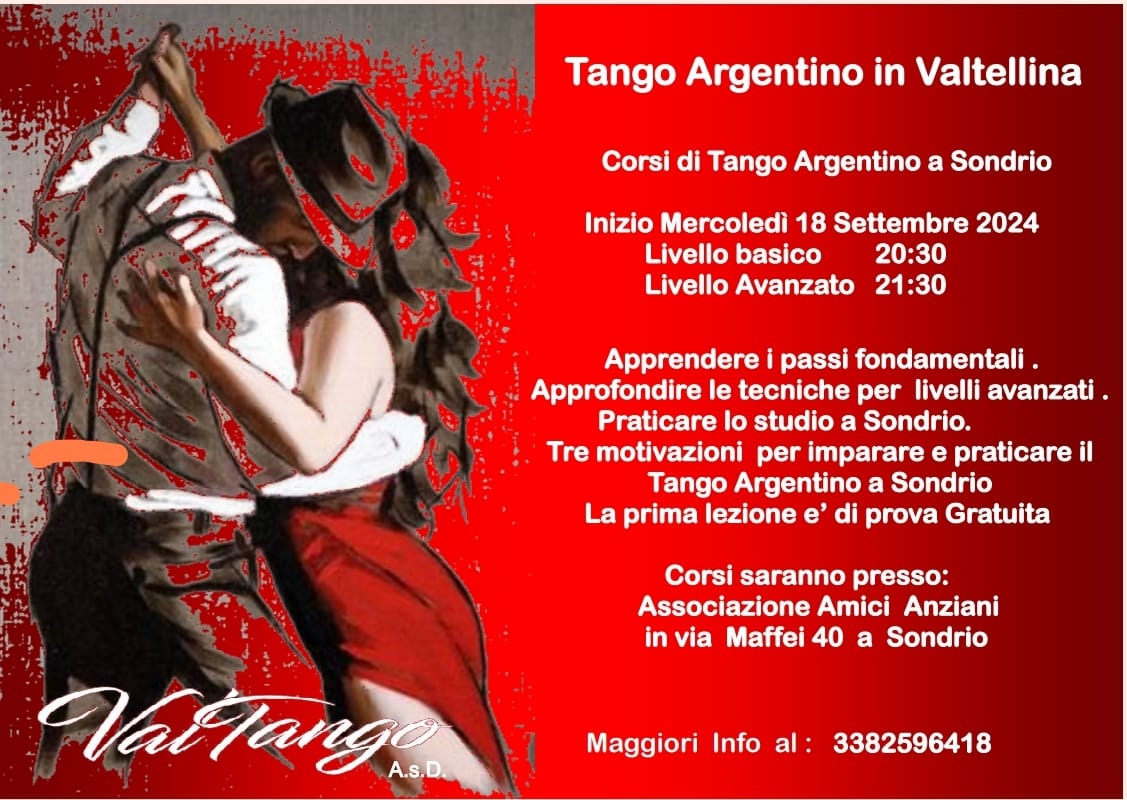 Tango Argentino in Valtellina
Corsi di Tango Argentino a Sondrio
Inizio Mercoledì 18 Settembre 2024
Livello basico 20:30
Livello Avanzato 21:30
Apprendere i passi fondamentali .
Approfondire le tecniche per livelli avanzati .
Praticare lo studio a Sondrio.
Tre motivazioni per imparare e praticare il
Tango Argentino a Sondrio
La prima lezione e' di prova Gratuita
Corsi saranno presso:
Associazione Amici Anziani
in via Maffei 40 a Sondrio
Maggiori Info al : 3382596418
ValTango
A.s.D.